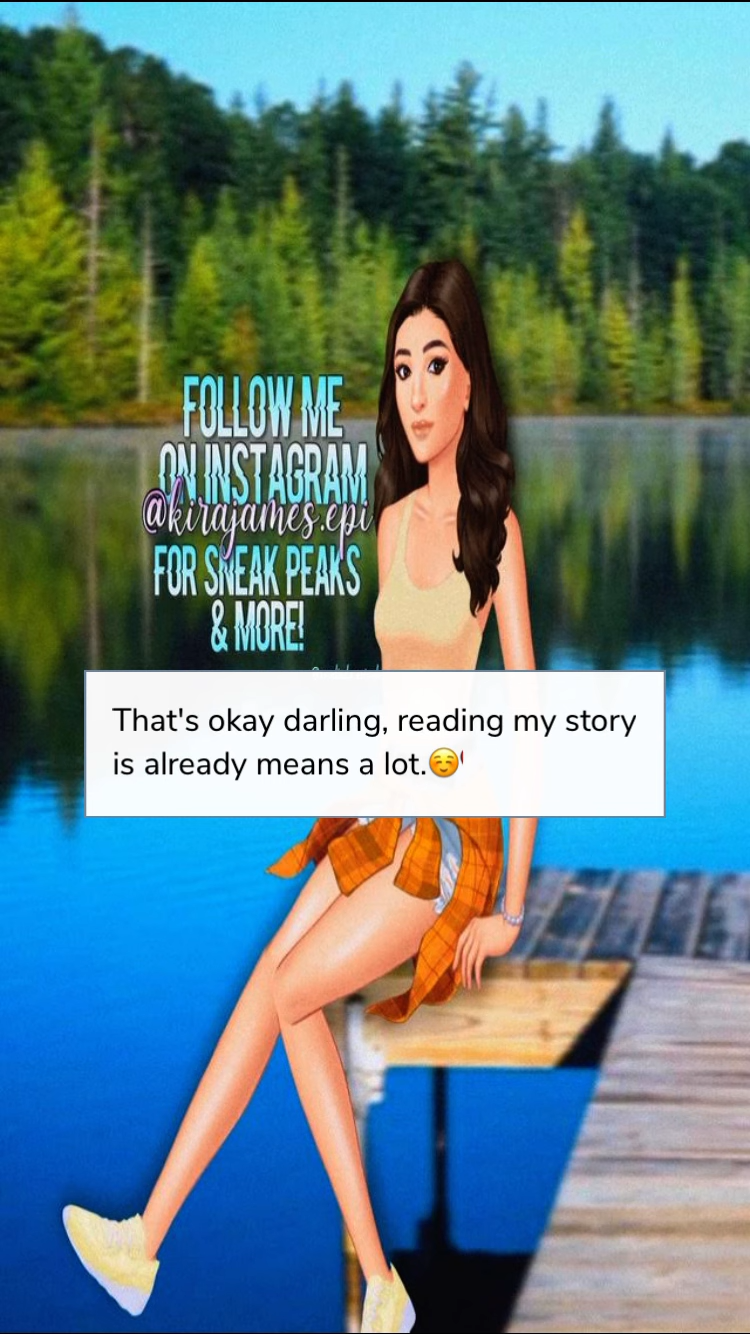 FOLLOW ME
ON INSTAGRAM
@kirajames.epi
FOR SNEAK PEAKS
& MORE!
That's okay darling, reading my story
is already means a lot.☺️